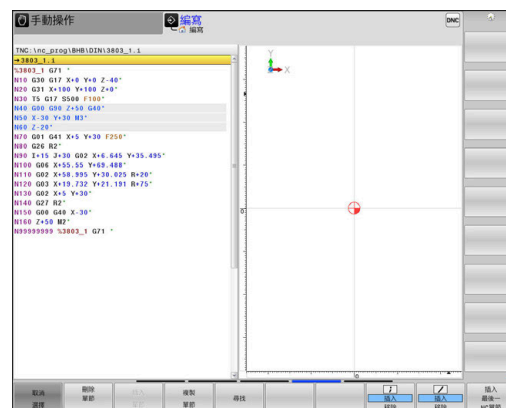 手動操作
編寫
編寫
DNC
TNC:\nc_prog\BHB\DIN\3803_1.i
→3803_1.i
%3803_1 G71 *
N10 G30 G17 X+0 Y+0 Z-40*
N20 G31 X+100 Y+100 Z+0*
N30 T5 G17 S500 F100*
N40 G00 G90 Z+50 G40*
N50 X-30 Y+30 M3*
N60 Z-20*
N70 G01 G41 X+5 Y+30 F250*
N80 G26 R2*
N90 I+15 J+30 G02 X+6.645 Y+35.495*
N100 G06 X+55.55 Y+69.488*
N110 G02 X+58.995 Y+30.025 R+20*
N120 G03 X+19.732 Y+21.191 R+75*
N130 G02 X+5 Y+30*
N140 G27 R2*
N150 G00 G40 X-30*
N160 Z+50 M2*
N99999999 %3803_1 G71 *
Y
X
0
0
取消
選擇
刪除
單節
複製
單節
尋找
插入
移除
插入
移除
插入
最後一
NC單節